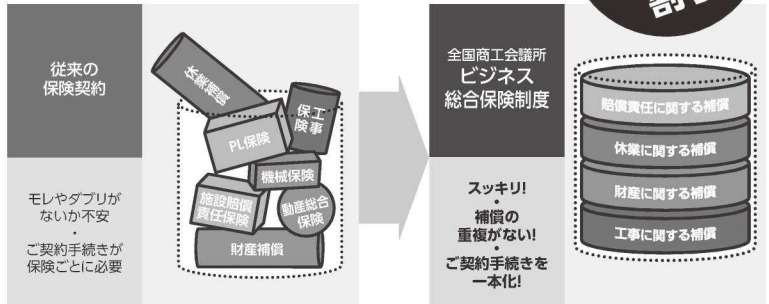 従来の
保険契約
モレやダブリが
ないか不安
・
ご契約手続きが
保険ごとに必要
休業補償
工事
保険
PL保険
機械保険
施設賠償
責任保険
動産総合
保険
財産補償
全国商工会議所
ビジネス
総合保険制度
スッキリ!
・
補償の
重複がない!
・
ご契約手続きを
一本化!
賠償責任に関する補償
休業に関する補償
財産に関する補償
工事に関する補償